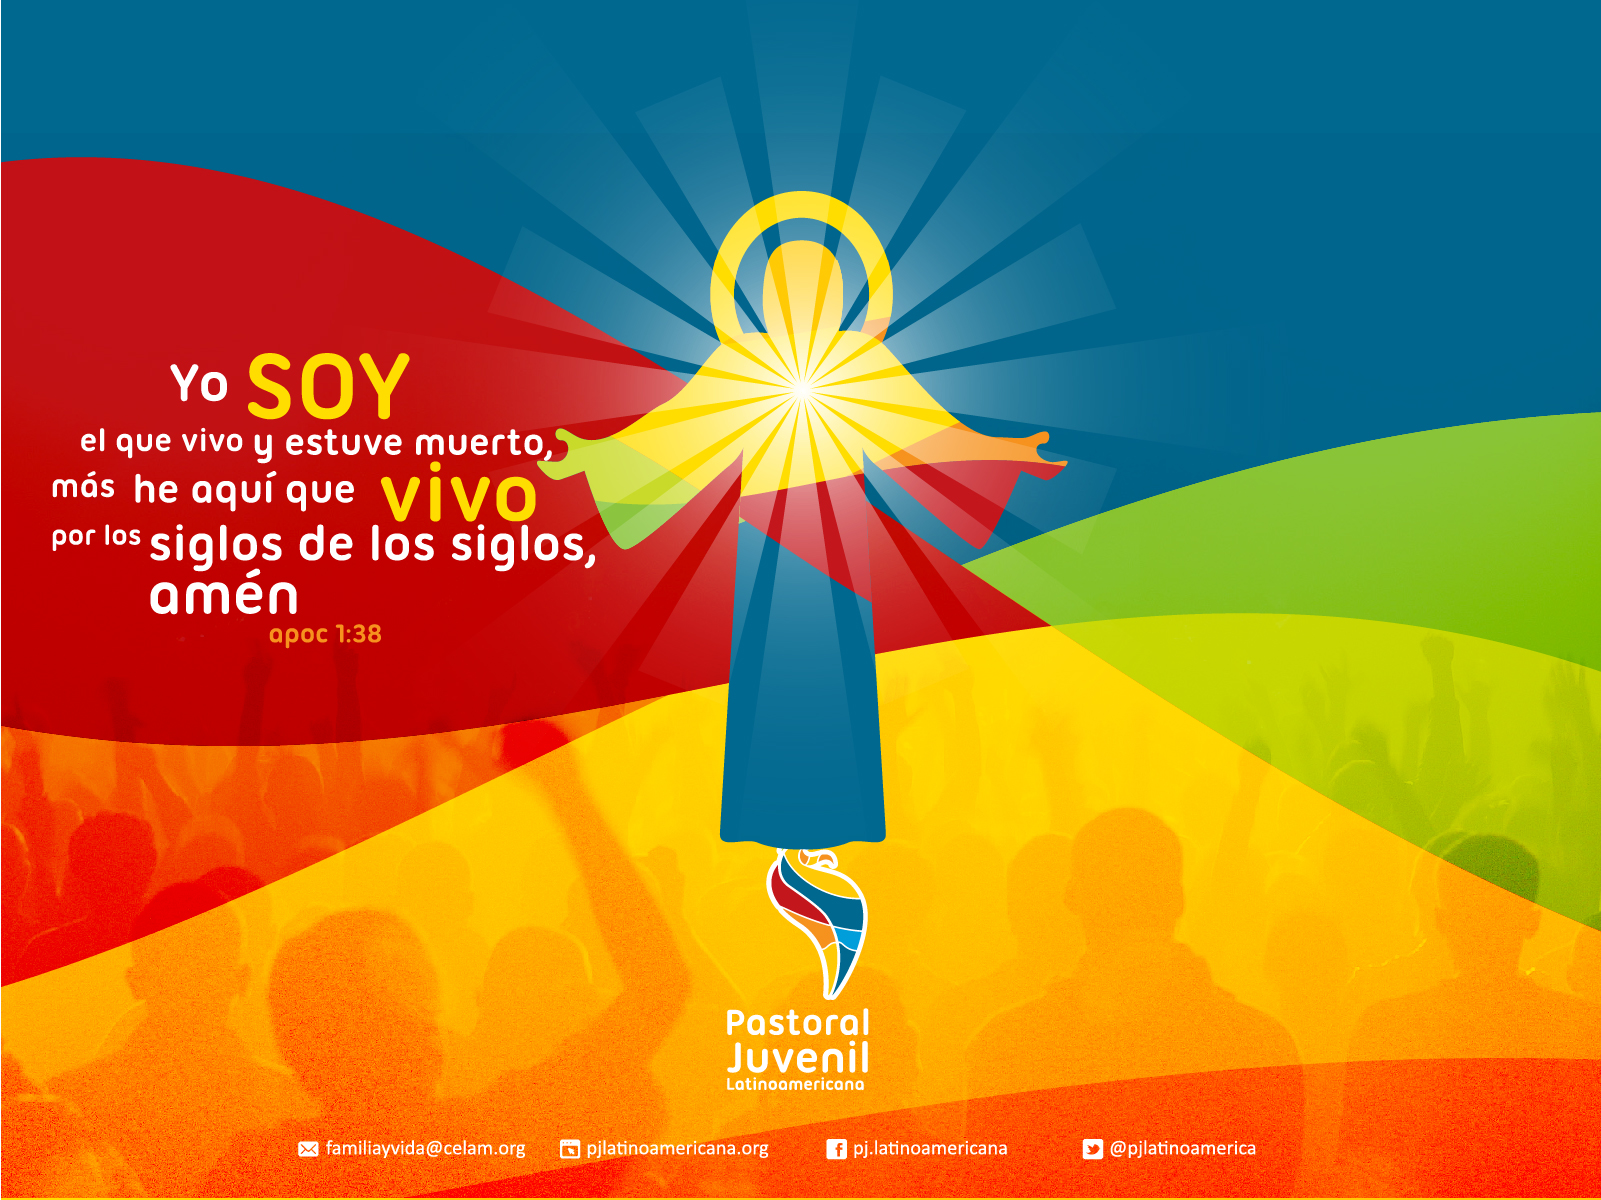 Yo SOY
el que vivo y estuve muerto,
más he aquí que vivo
por los siglos de los siglos,
amén
apoc 1:38
Pastoral
Juvenil
Latinoamericana
familiayvida@celam.org pjlatinoamericana.org pj.latinoamericana @pjlatinoamerica